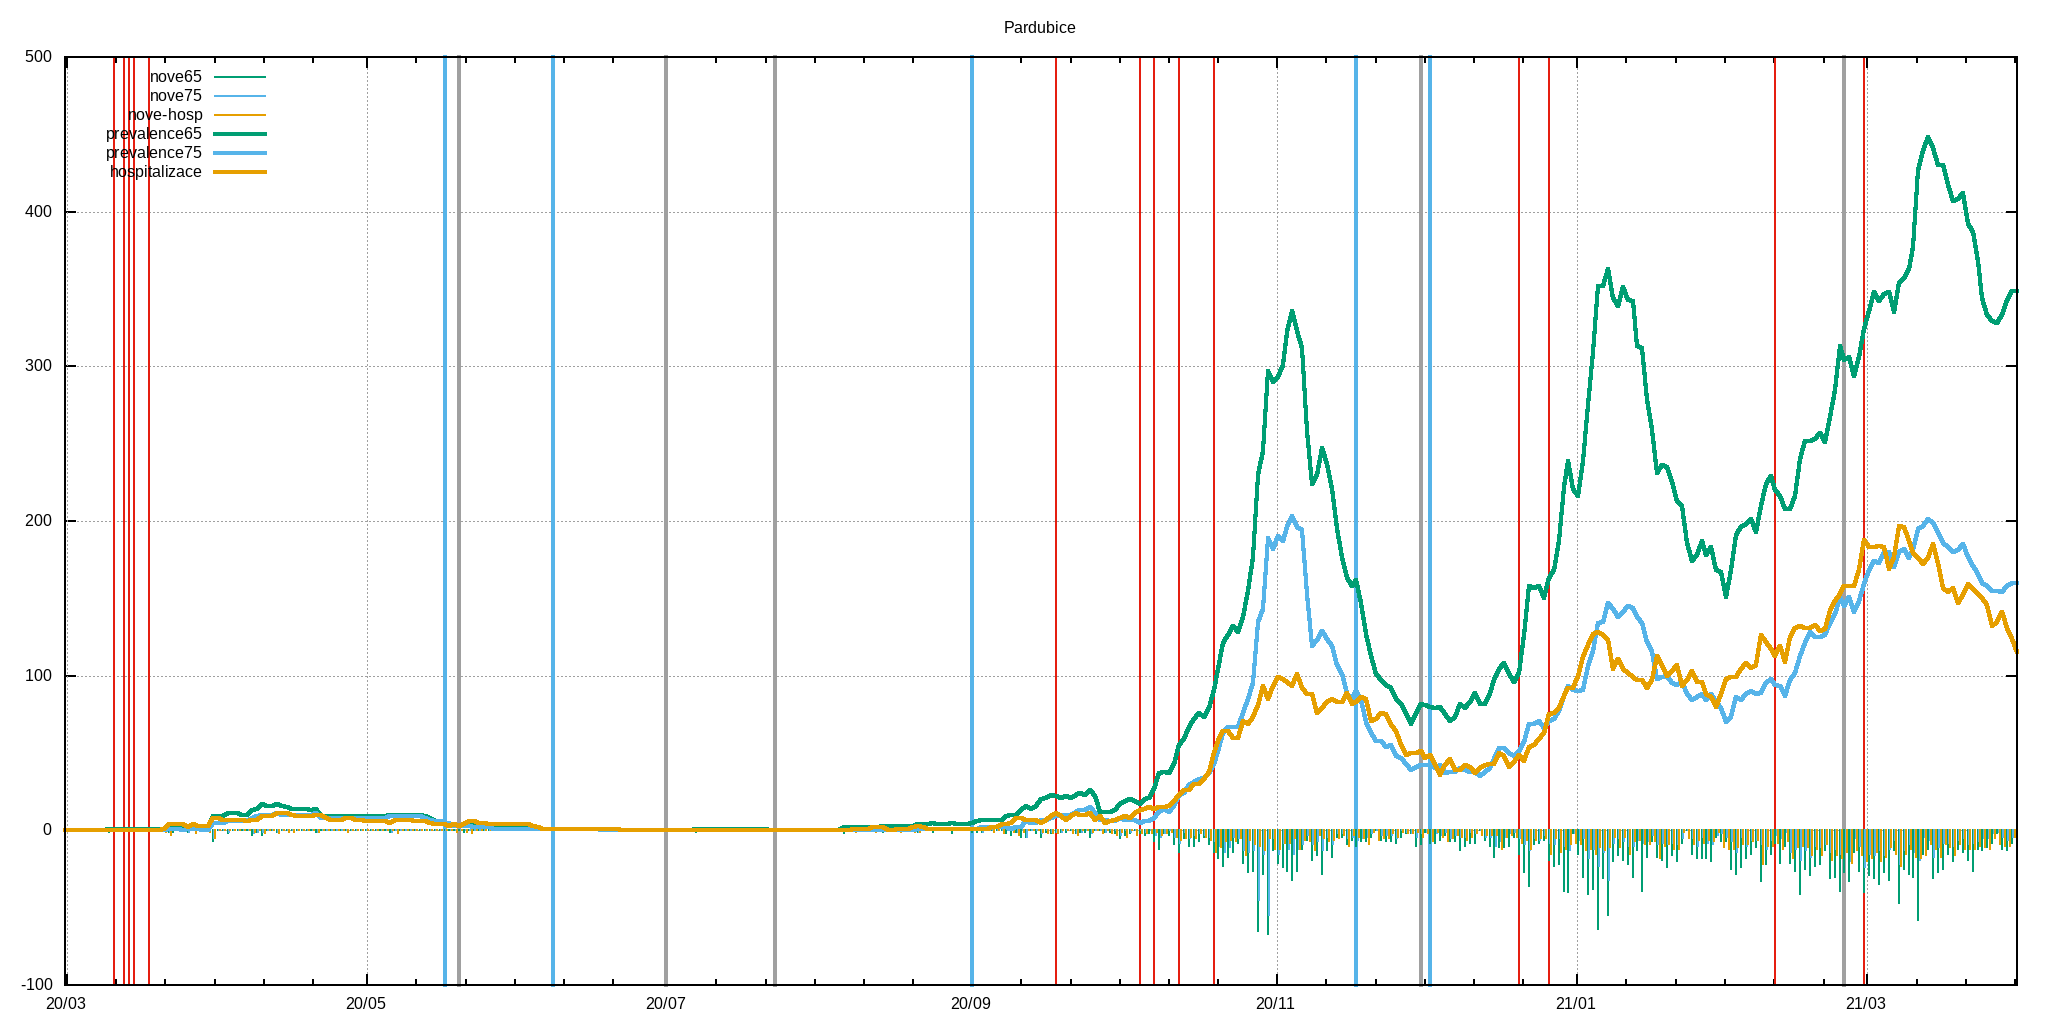 Pardubice
500
nove65
nove75
nove-hosp
prevalence65
prevalence75
hospitalizace
400
300
200
100
0
-100
20/03 20/05 20/07 20/09 20/11 21/01 21/03